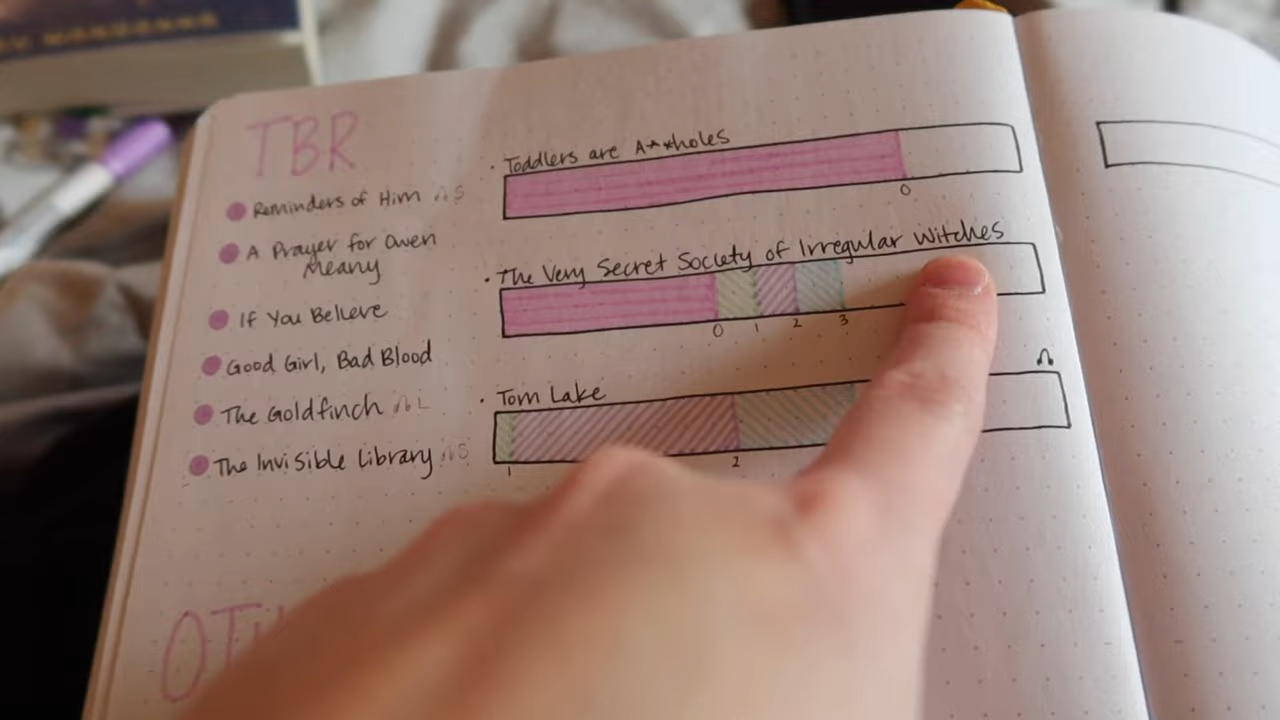 TBR
Reminders of Him S
A Prayer for Owen
Meany
If You Believe
Good Girl, Bad Blood
The Goldfinch L
The Invisible Library S
Toddlers are A**holes
0
The Very Secret Society of Irregular Witches
0 1 2 3
Tom Lake
1 2